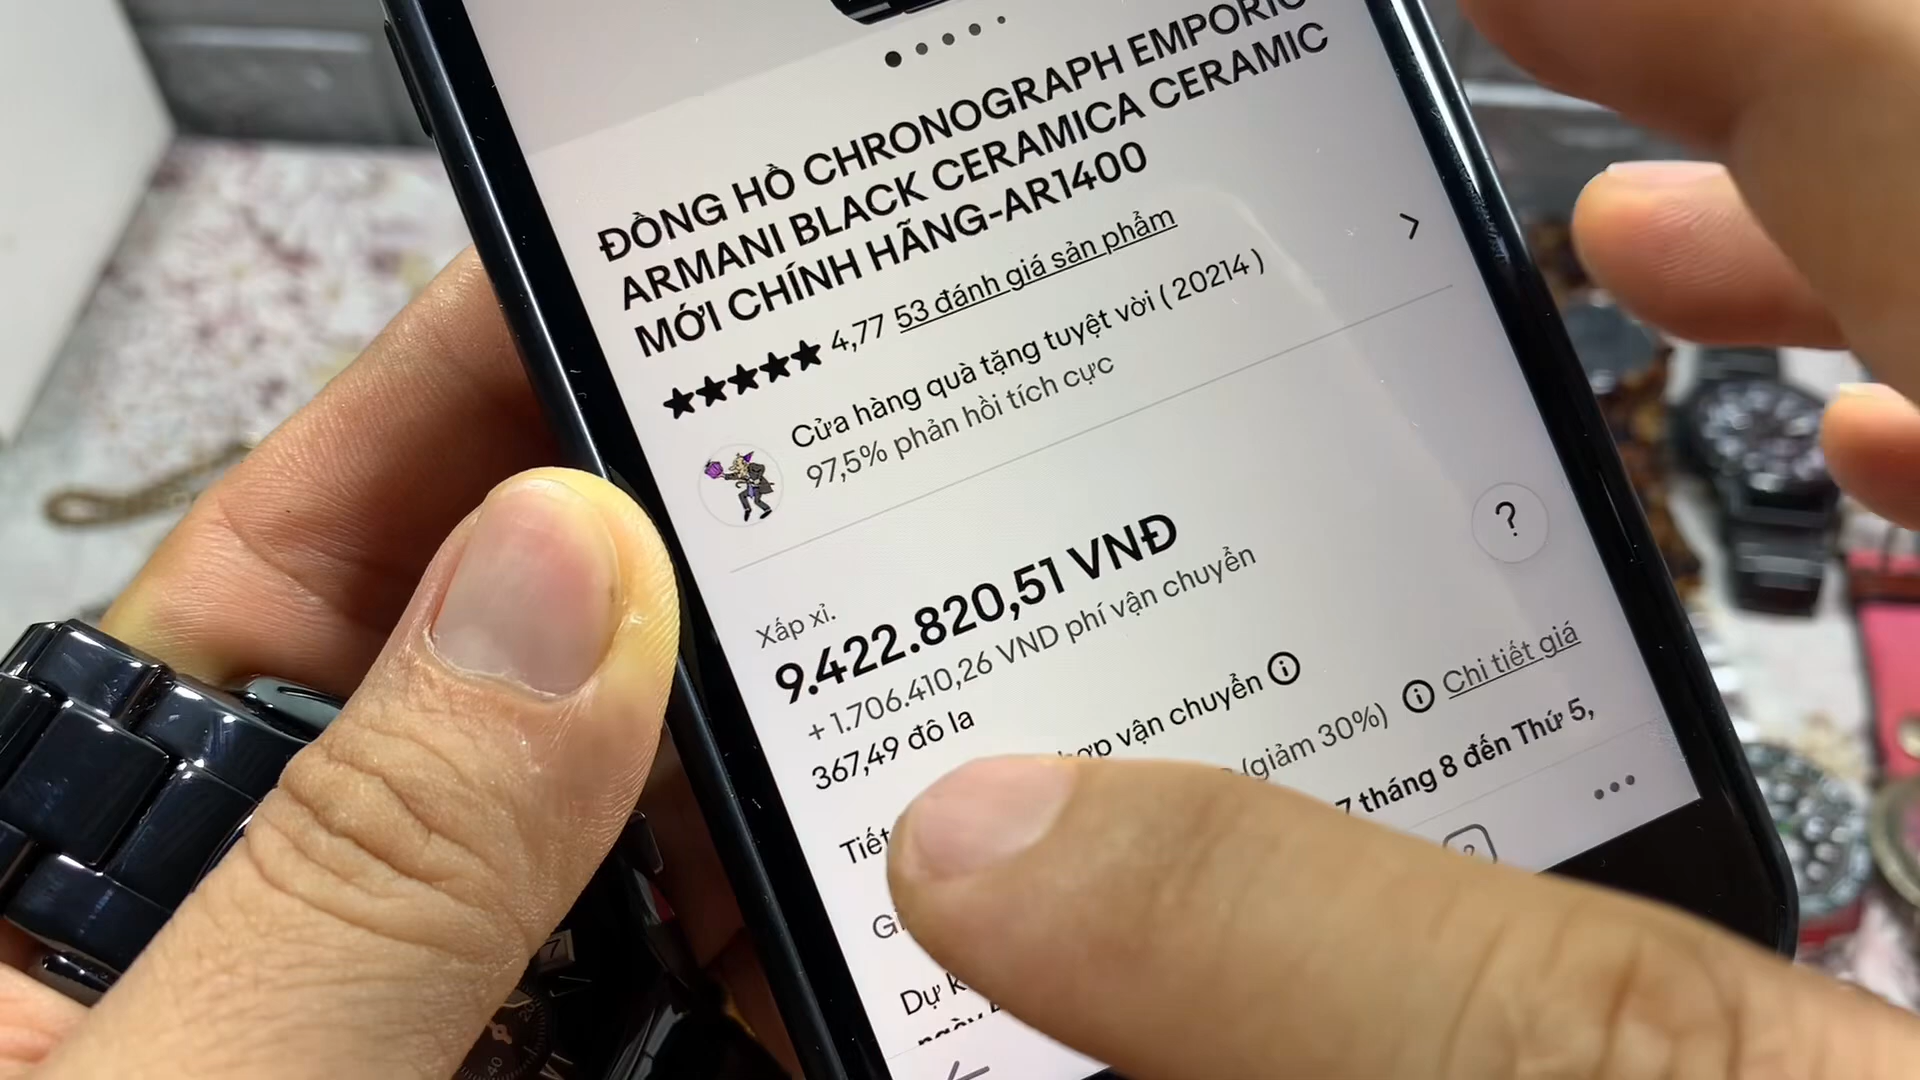 ĐỒNG HỒ CHRONOGRAPH EMPORIO
ARMANI BLACK CERAMICA CERAMIC
MỚI CHÍNH HÃNG-AR1400
4,77 53 đánh giá sản phẩm
Cửa hàng quà tặng tuyệt vời ( 20214 )
97,5% phản hồi tích cực
Xấp xỉ.
9.422.820,51 VNĐ
+ 1.706.410,26 VND phí vận chuyển
367,49 đô la
?
vận chuyển
(giảm 30%) Chi tiết giá
7 tháng 8 đến Thứ 5,
Dự